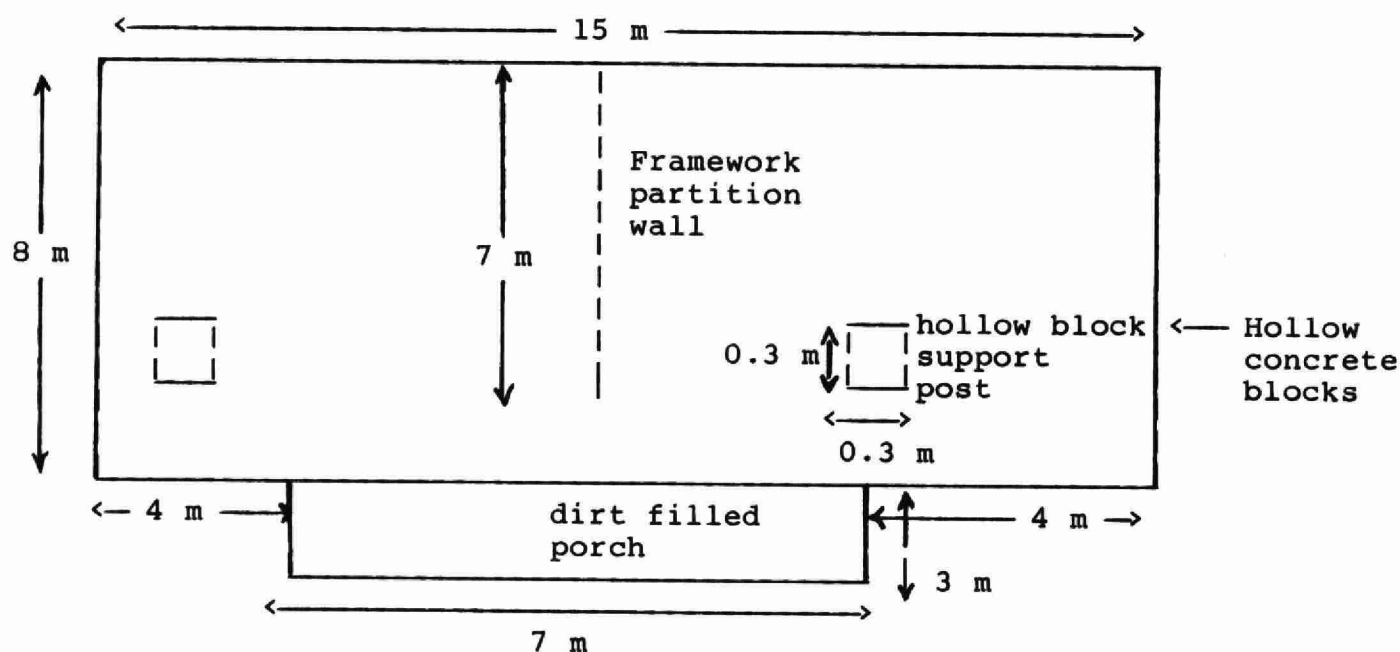 15 m
Framework
partition
wall
8 m
7 m
hollow block
support
post
0.3 m
0.3 m
Hollow
concrete
blocks
4 m
dirt filled
porch
4 m
3 m
7 m